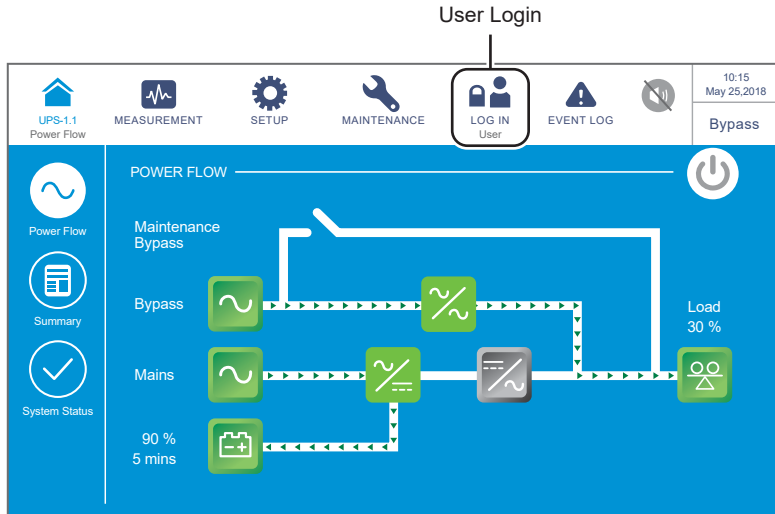 User Login
10:15
May 25,2018
UPS-1.1
Power Flow
MEASUREMENT
SETUP
MAINTENANCE
LOG IN
User
EVENT LOG
Bypass
POWER FLOW
Power Flow
Summary
System Status
Maintenance
Bypass
Bypass
Mains
90 %
5 mins
Load
30 %